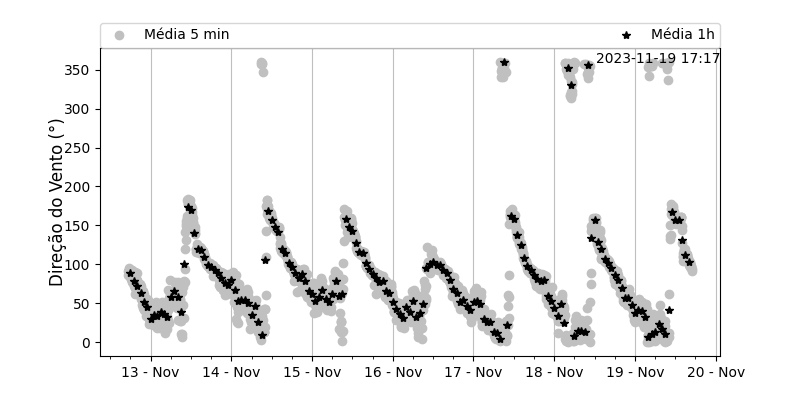 Média 5 min
Média 1h
2023-11-19 17:17
Direção do Vento (°)
350
300
250
200
150
100
50
0
13 - Nov
14 - Nov
15 - Nov
16 - Nov
17 - Nov
18 - Nov
19 - Nov
20 - Nov